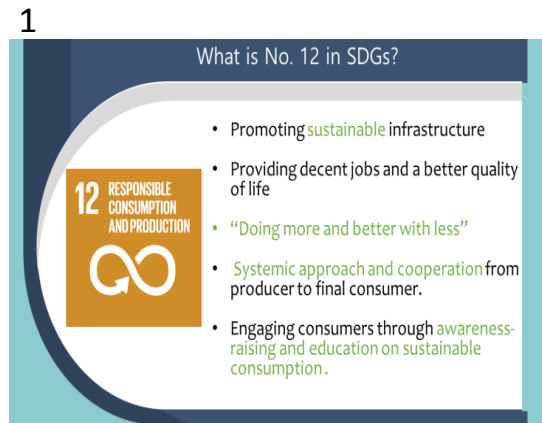 1
What is No. 12 in SDGs?
12 RESPONSIBLE
CONSUMPTION
AND PRODUCTION
• Promoting sustainable infrastructure
• Providing decent jobs and a better quality
of life
• “Doing more and better with less”
• Systemic approach and cooperation from
producer to final consumer.
• Engaging consumers through awareness-
raising and education on sustainable
consumption .